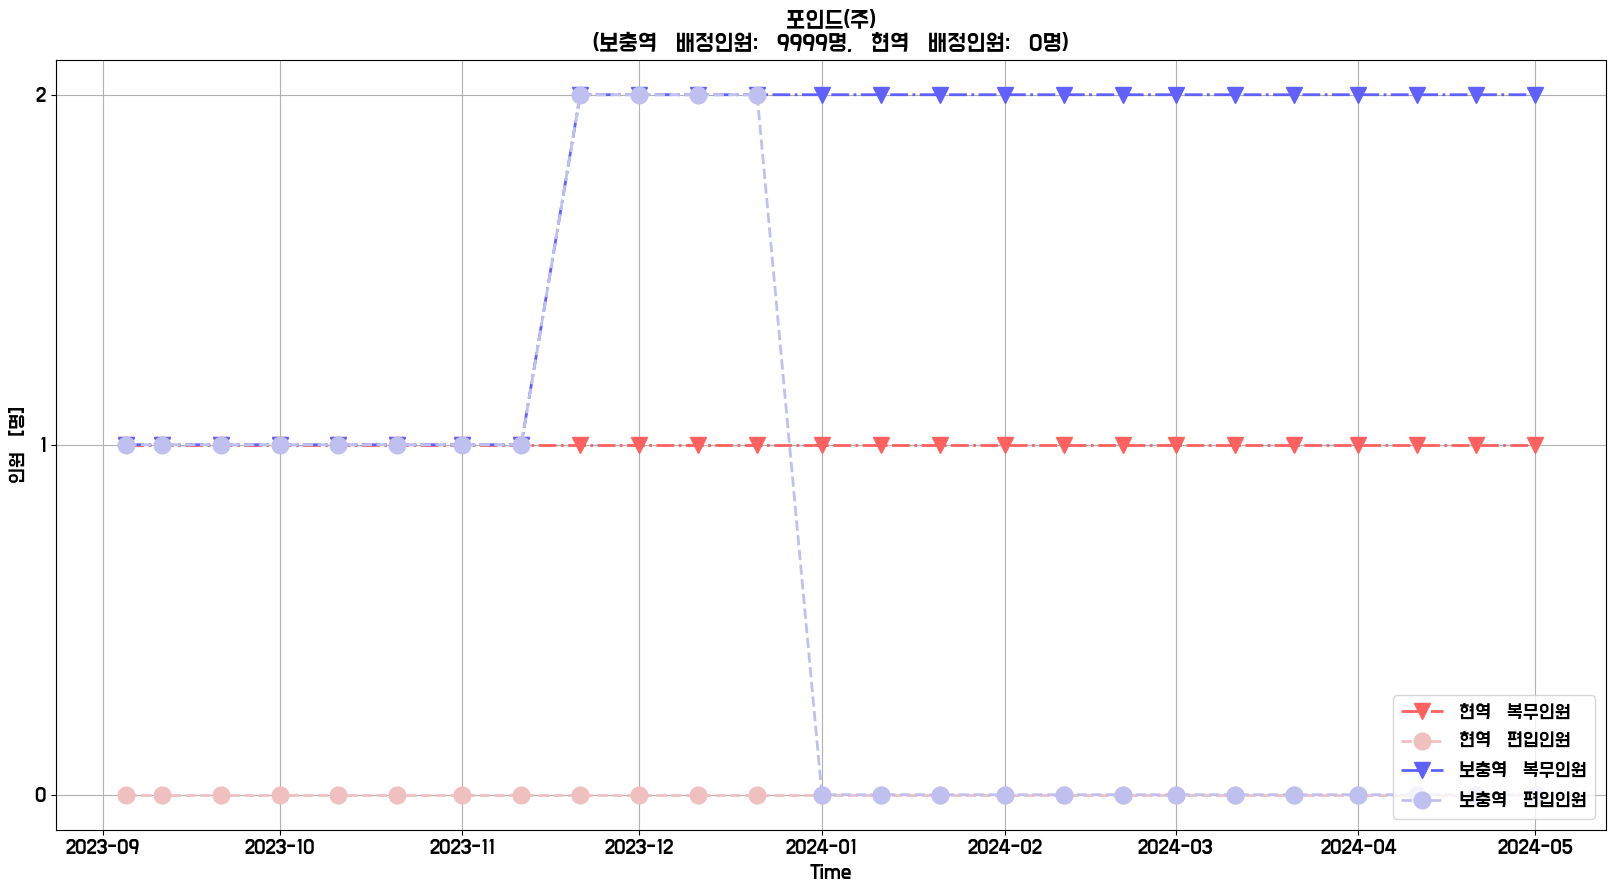 포인드(주)
(보충역 배정인원: 9999명, 현역 배정인원: 0명)
인원 [명]
2
1
0
2023-09 2023-10 2023-11 2023-12 2024-01 2024-02 2024-03 2024-04 2024-05
Time
현역 복무인원
현역 편입인원
보충역 복무인원
보충역 편입인원